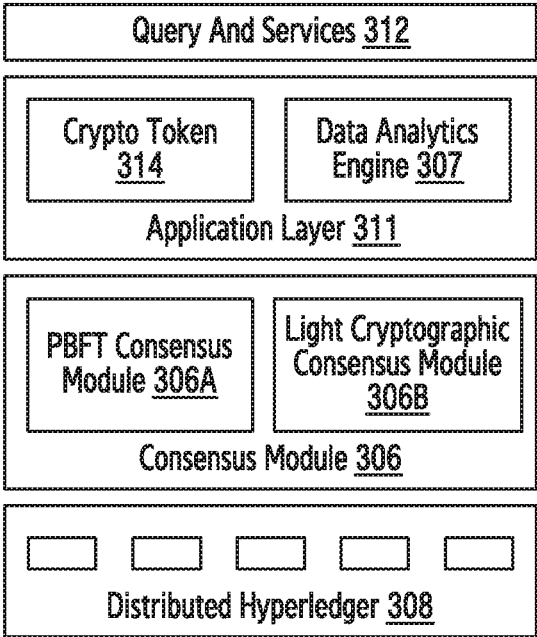 Query And Services 312
Crypto Token
314
Data Analytics
Engine 307
Application Layer 311
PBFT Consensus
Module 306A
Light Cryptographic
Consensus Module
306B
Consensus Module 306
Distributed Hyperledger 308